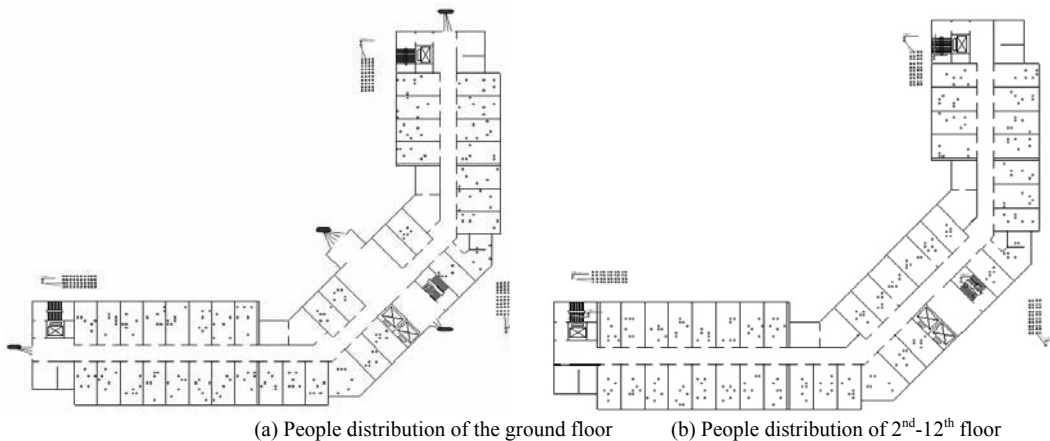 (a) People distribution of the ground floor (b) People distribution of 2nd-12th floor